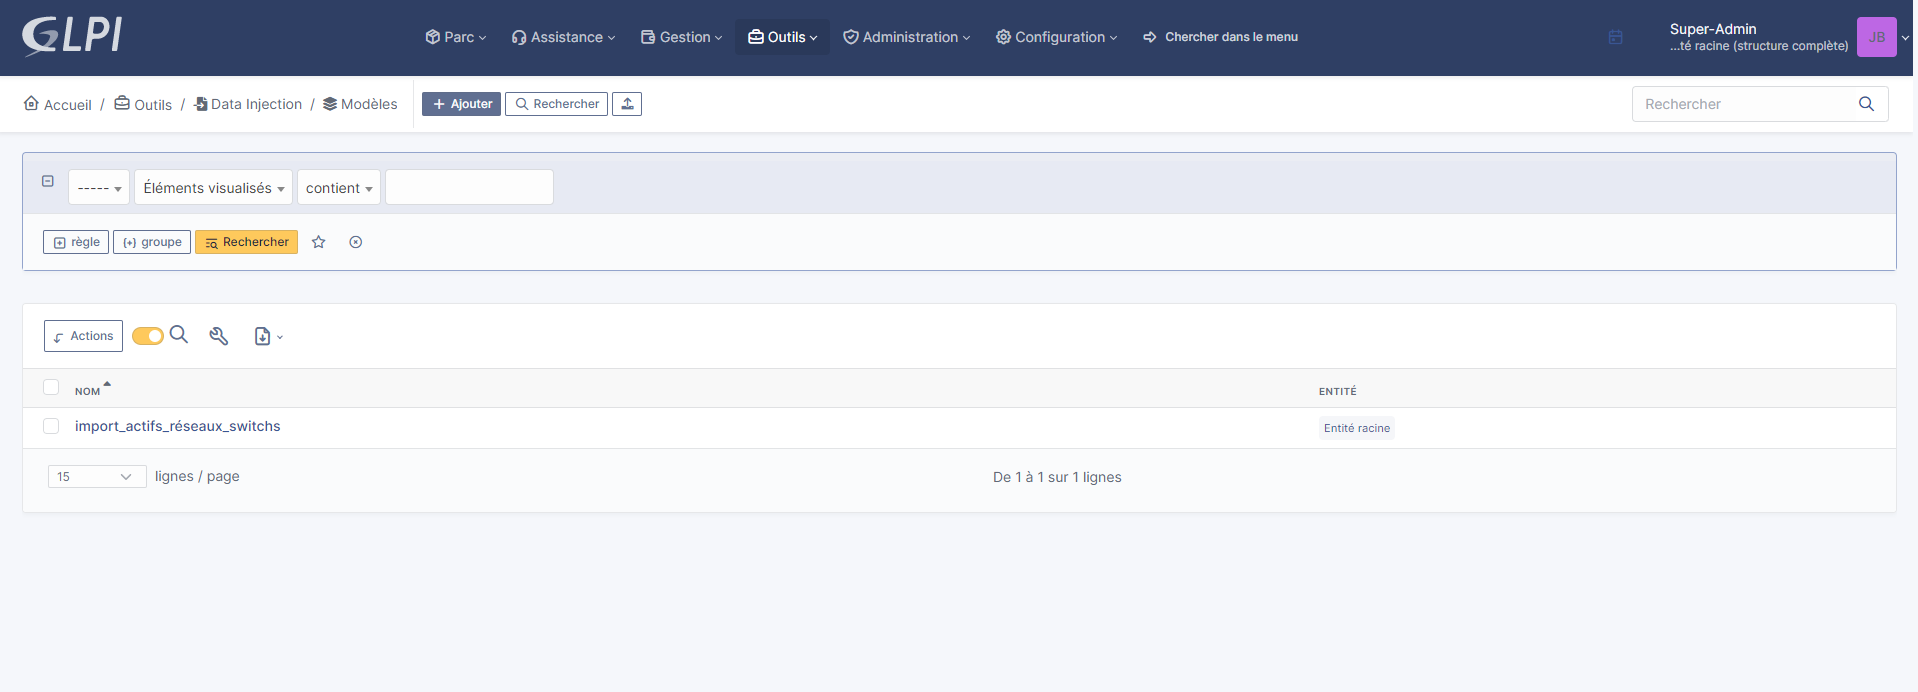 GLPI
Parc Assistance Gestion Outils Administration Configuration Chercher dans le menu
Super-Admin
...té racine (structure complète)
JB
Accueil / Outils / Data Injection / Modèles
Ajouter Rechercher
Rechercher
----- Éléments visualisés contient
règle {+} groupe Rechercher
Actions
NOM ENTITÉ
import_actifs_réseaux_switchs Entité racine
15 lignes / page De 1 à 1 sur 1 lignes